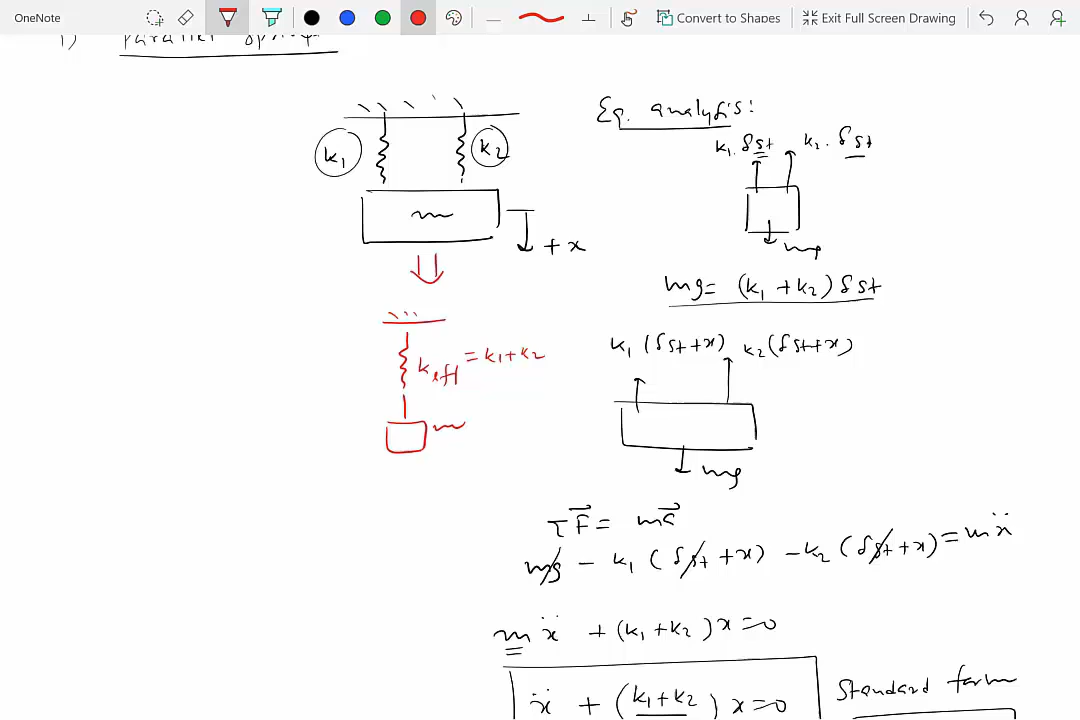 OneNote
Convert to Shapes
Exit Full Screen Drawing
1) parallel
Eq. analysis:
k₁
k₂
k₁. δst
k₂. δst
m
+x
mg
mg= (k₁ +k₂) δst
k₁ (δst+x)
k₂(δst+x)
keff =k₁+k₂
m
mg
ΣF⃗ = ma⃗
mg - k₁ (δst +x) -k₂ (δst+x) =mẍ
mẍ +(k₁+k₂)x=0
ẍ + (k₁+k₂) x=0
Standard form